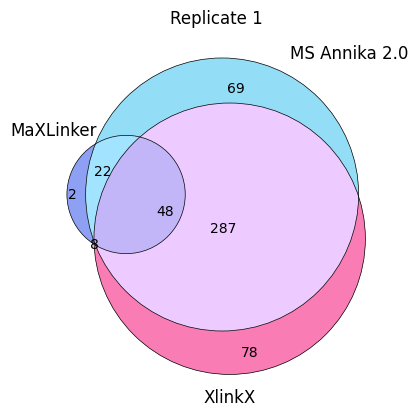 Replicate 1
MS Annika 2.0
69
MaXLinker
22
2
48
287
8
78
XlinkX